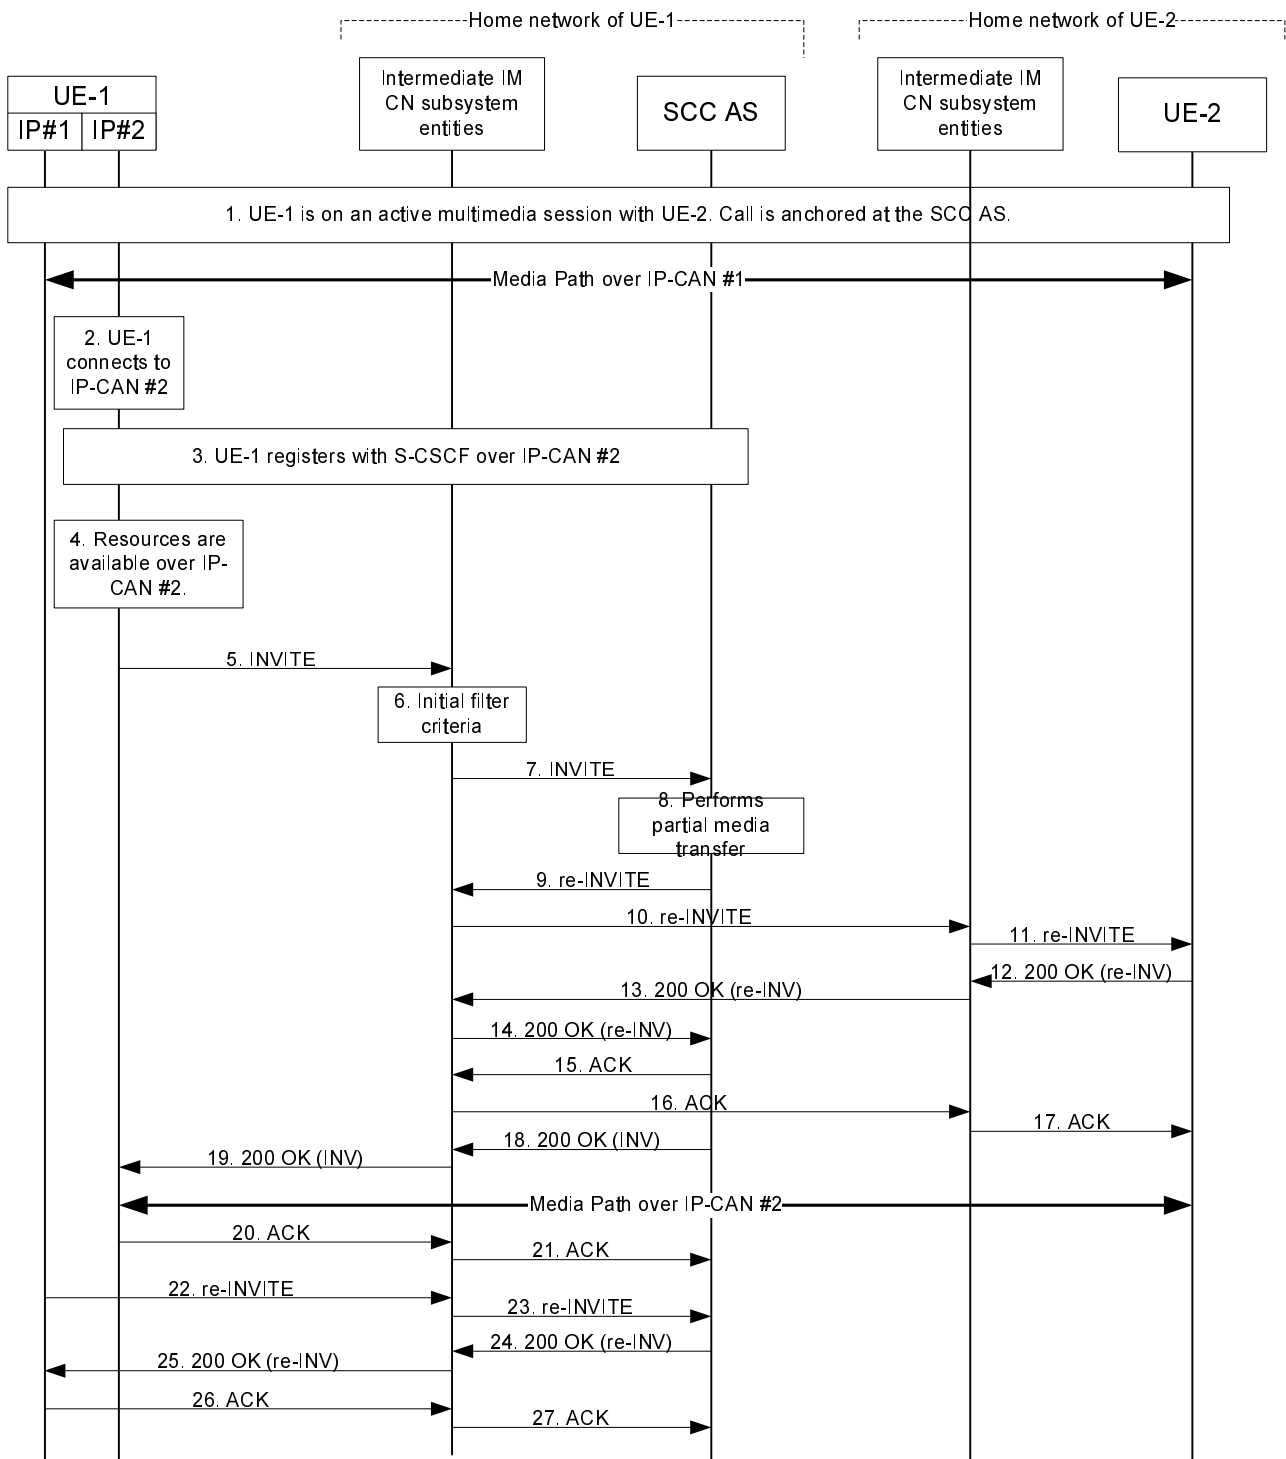 Home network of UE-1
Home network of UE-2
UE-1
IP#1
IP#2
Intermediate IM
CN subsystem
entities
SCC AS
Intermediate IM
CN subsystem
entities
UE-2
1. UE-1 is on an active multimedia session with UE-2. Call is anchored at the SCC AS.
Media Path over IP-CAN #1
2. UE-1
connects to
IP-CAN #2
3. UE-1 registers with S-CSCF over IP-CAN #2
4. Resources are
available over IP-
CAN #2.
5. INVITE
6. Initial filter
criteria
7. INVITE
8. Performs
partial media
transfer
9. re-INVITE
10. re-INVITE
11. re-INVITE
12. 200 OK (re-INV)
13. 200 OK (re-INV)
14. 200 OK (re-INV)
15. ACK
16. ACK
17. ACK
18. 200 OK (INV)
19. 200 OK (INV)
Media Path over IP-CAN #2
20. ACK
21. ACK
22. re-INVITE
23. re-INVITE
24. 200 OK (re-INV)
25. 200 OK (re-INV)
26. ACK
27. ACK